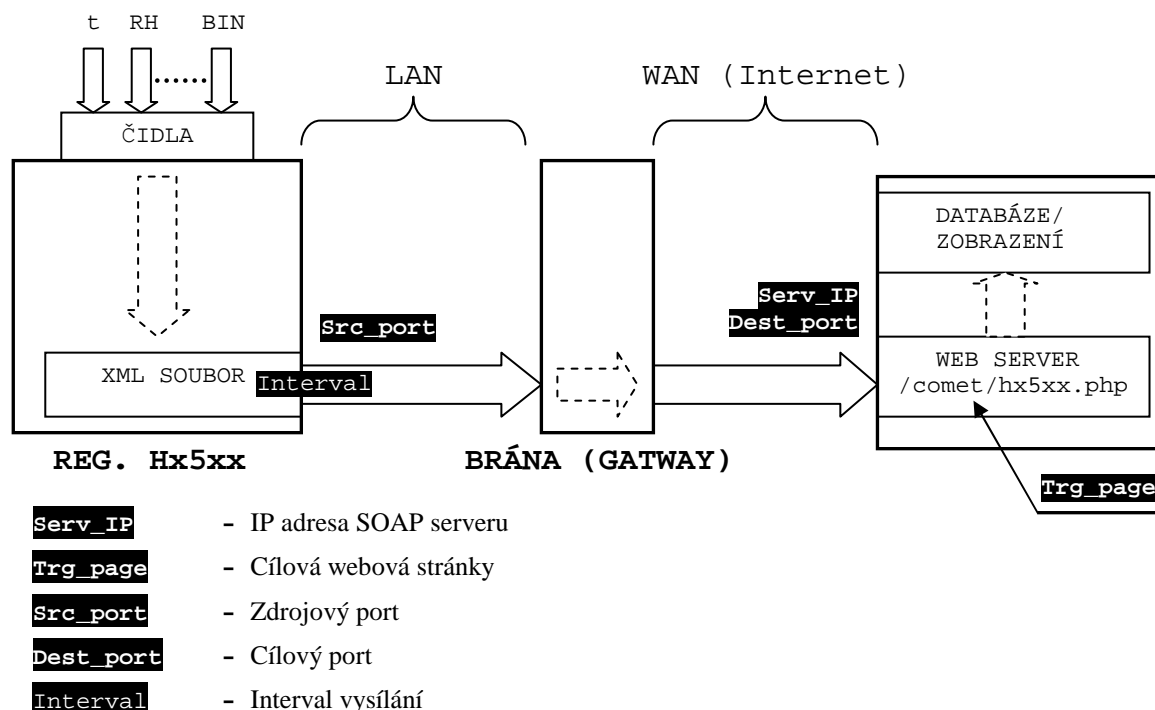 t RH BIN
LAN
WAN (Internet)
ČIDLA
DATABÁZE/
ZOBRAZENÍ
Serv_IP
Dest_port
Src_port
XML SOUBOR
Interval
WEB SERVER
/comet/hx5xx.php
REG. Hx5xx
BRÁNA (GATWAY)
Trg_page
Serv_IP - IP adresa SOAP serveru
Trg_page - Cílová webová stránky
Src_port - Zdrojový port
Dest_port - Cílový port
Interval - Interval vysílání